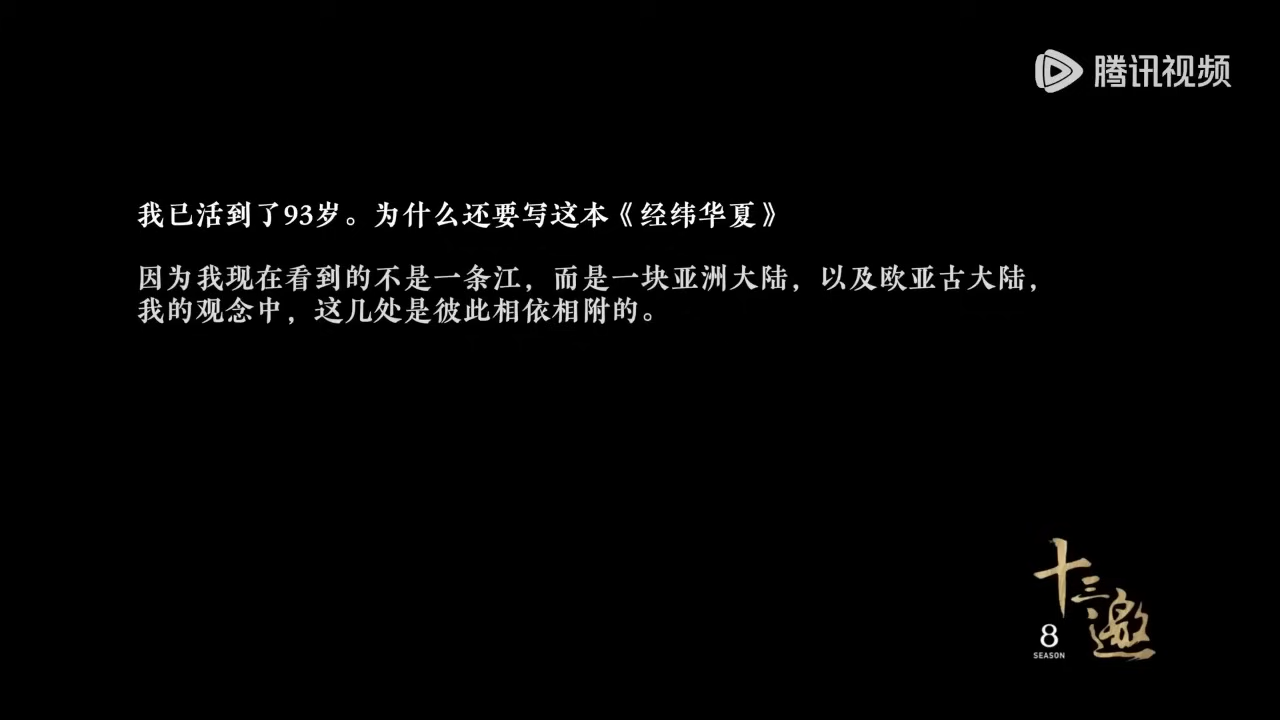 腾讯视频
我已活到了93岁。为什么还要写这本《经纬华夏》
因为我现在看到的不是一条江，而是一块亚洲大陆，以及欧亚古大陆，
我的观念中，这几处是彼此相依相附的。
十三邀
8
SEASON